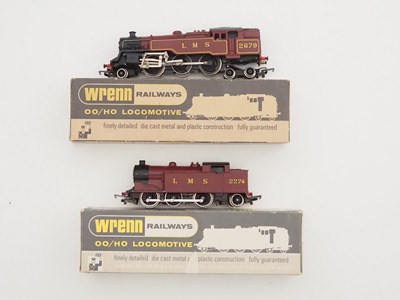 L M S 2679
wrenn RAILWAYS
OO/HO LOCOMOTIVE
finely detailed die cast metal and plastic construction fully guaranteed
L M S 2274
wrenn RAILWAYS
OO/HO LOCOMOTIVE
finely detailed die cast metal and plastic construction fully guaranteed